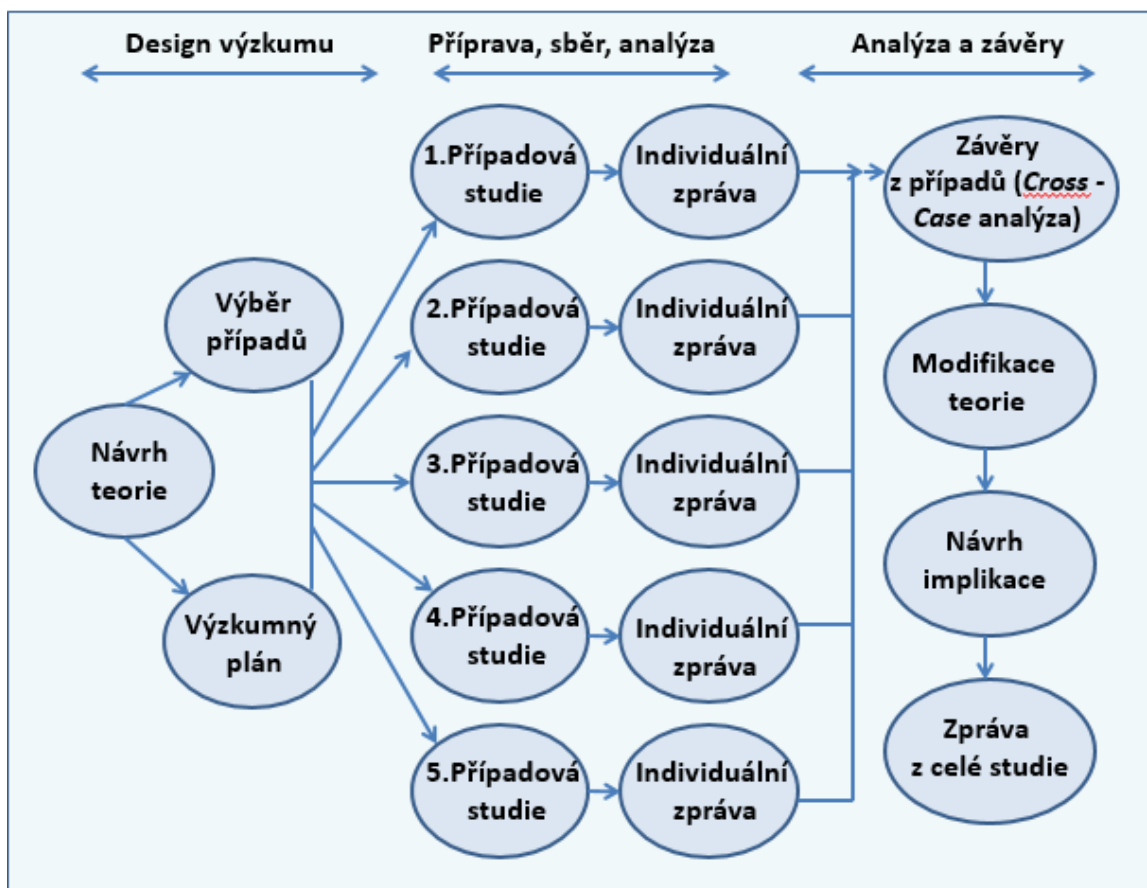 Design výzkumu
Příprava, sběr, analýza
Analýza a závěry
Návrh
teorie
Výběr
případů
Výzkumný
plán
1.Případová
studie
Individuální
zpráva
2.Případová
studie
Individuální
zpráva
3.Případová
studie
Individuální
zpráva
4.Případová
studie
Individuální
zpráva
5.Případová
studie
Individuální
zpráva
Závěry
z případů (Cross -
Case analýza)
Modifikace
teorie
Návrh
implikace
Zpráva
z celé studie